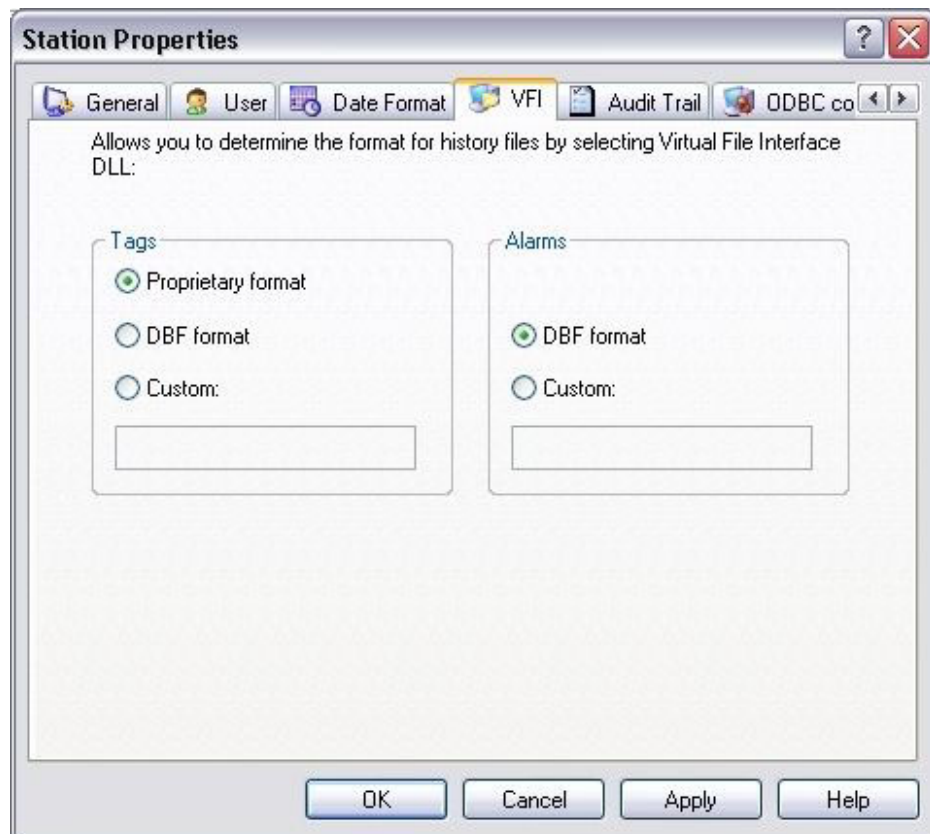 Station Properties
?
General User Date Format VFI Audit Trail ODBC co
Allows you to determine the format for history files by selecting Virtual File Interface
DLL:
Tags Alarms
Proprietary format
DBF format DBF format
Custom: Custom:
OK Cancel Apply Help